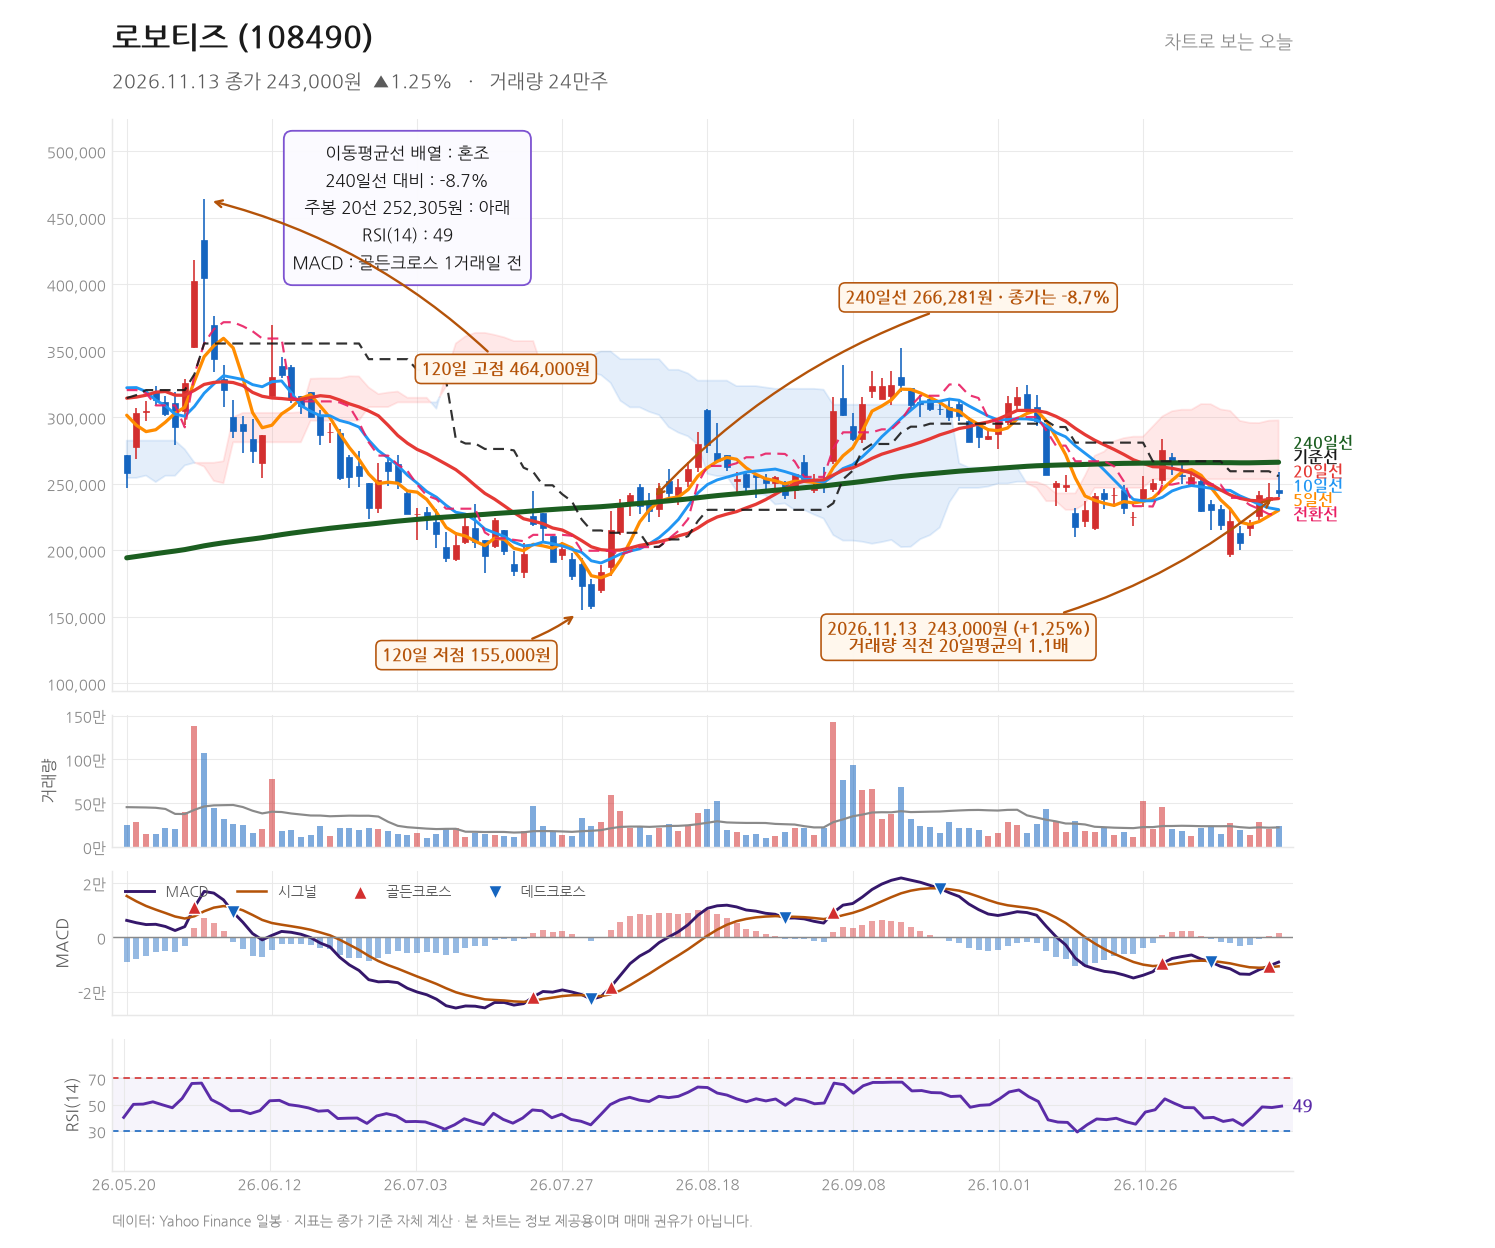 로보티즈 (108490)
차트로 보는 오늘
2026.11.13 종가 243,000원 ▲1.25% · 거래량 24만주
이동평균선 배열 : 혼조
240일선 대비 : -8.7%
주봉 20선 252,305원 : 아래
RSI(14) : 49
MACD : 골든크로스 1거래일 전
240일선 266,281원 · 종가는 -8.7%
120일 고점 464,000원
120일 저점 155,000원
2026.11.13 243,000원 (+1.25%)
거래량 직전 20일평균의 1.1배
500,000
450,000
400,000
350,000
300,000
250,000
200,000
150,000
100,000
240일선
기준선
20일선
10일선
5일선
전환선
거래량
150만
100만
50만
0만
MACD
2만
0
-2만
MACD
시그널
골든크로스
데드크로스
RSI(14)
70
50
30
49
26.05.20
26.06.12
26.07.03
26.07.27
26.08.18
26.09.08
26.10.01
26.10.26
데이터: Yahoo Finance 일봉 · 지표는 종가 기준 자체 계산 · 본 차트는 정보 제공용이며 매매 권유가 아닙니다.